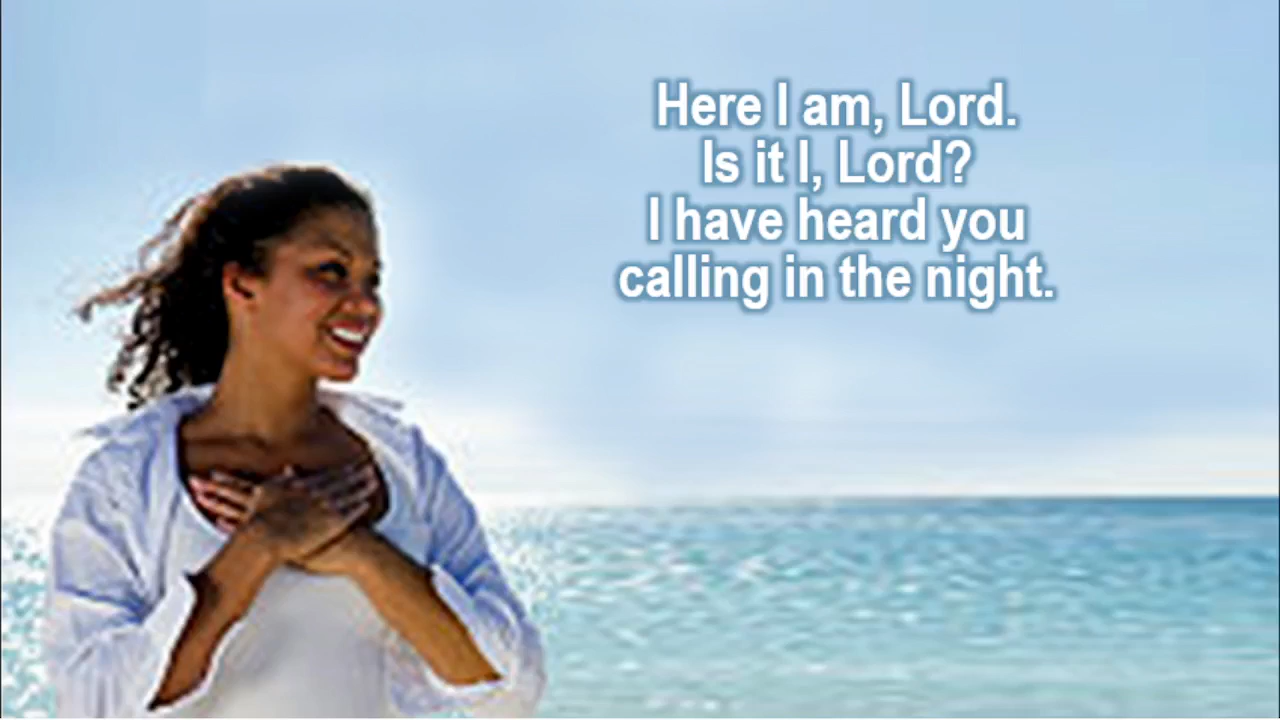 Here I am, Lord.
Is it I, Lord?
I have heard you
calling in the night.